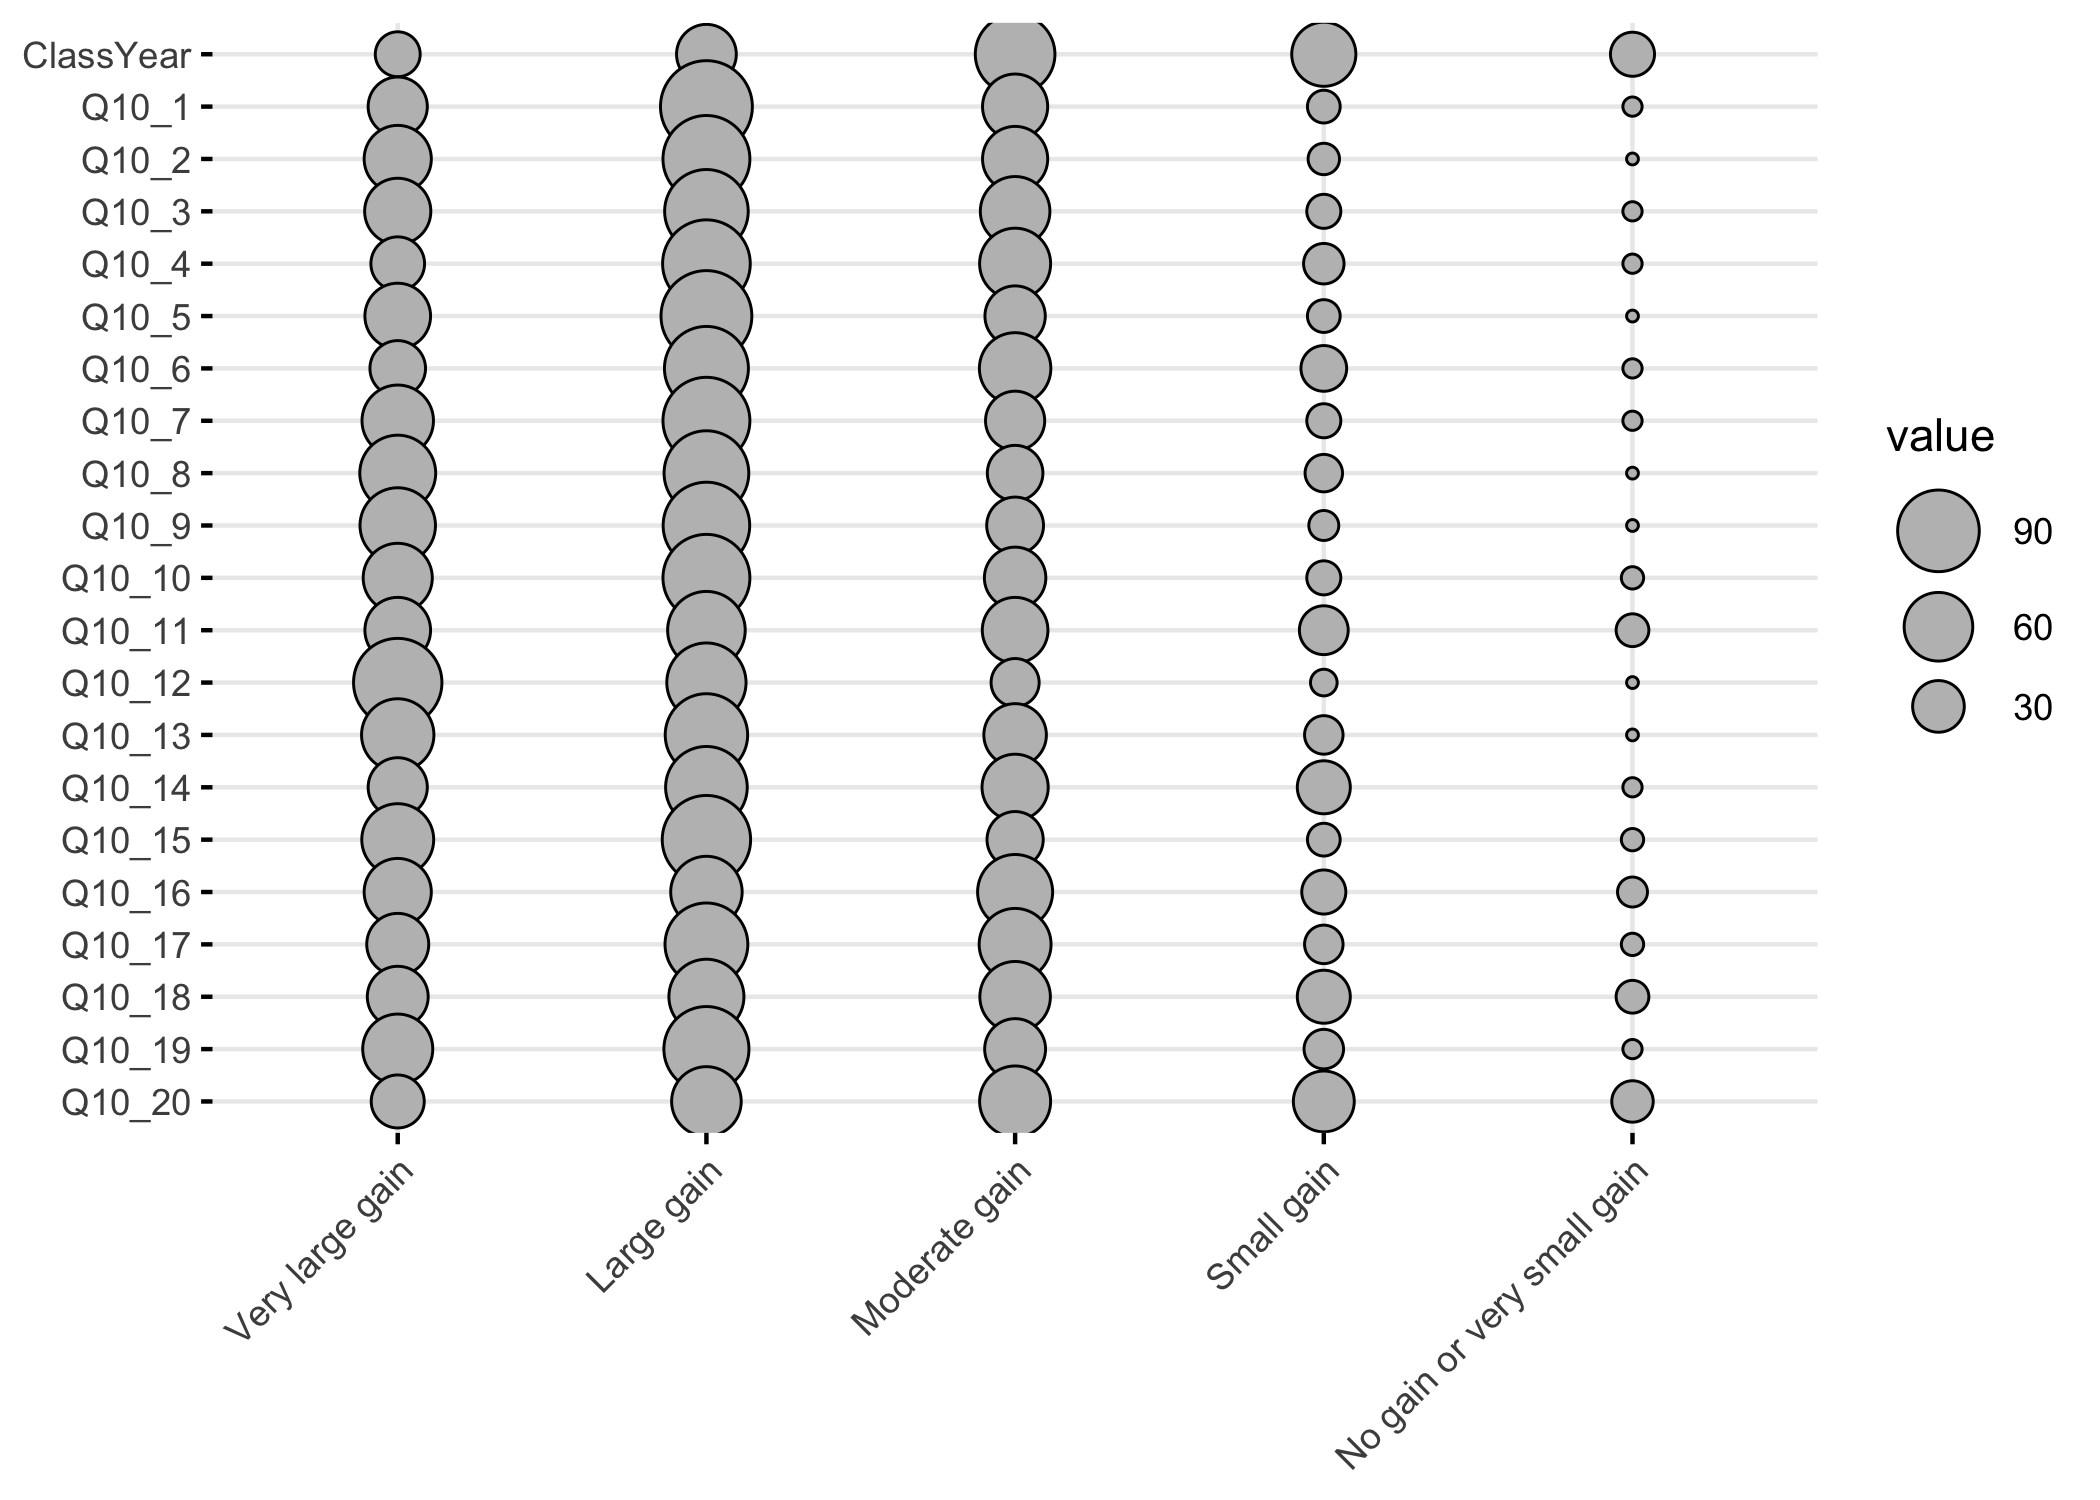 ClassYear
Q10_1
Q10_2
Q10_3
Q10_4
Q10_5
Q10_6
Q10_7
Q10_8
Q10_9
Q10_10
Q10_11
Q10_12
Q10_13
Q10_14
Q10_15
Q10_16
Q10_17
Q10_18
Q10_19
Q10_20
Very large gain
Large gain
Moderate gain
Small gain
No gain or very small gain
value
90
60
30